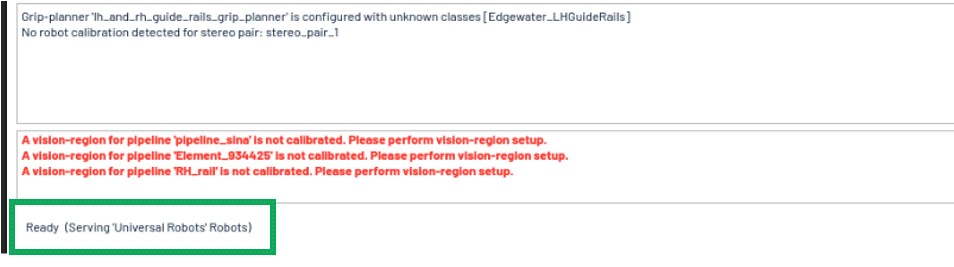 Grip-planner 'lh_and_rh_guide_rails_grip_planner' is configured with unknown classes [Edgewater_LHGuideRails]
No robot calibration detected for stereo pair: stereo_pair_1
A vision-region for pipeline 'pipeline_sina' is not calibrated. Please perform vision-region setup.
A vision-region for pipeline 'Element_934425' is not calibrated. Please perform vision-region setup.
A vision-region for pipeline 'RH_rail' is not calibrated. Please perform vision-region setup.
Ready (Serving 'Universal Robots' Robots)